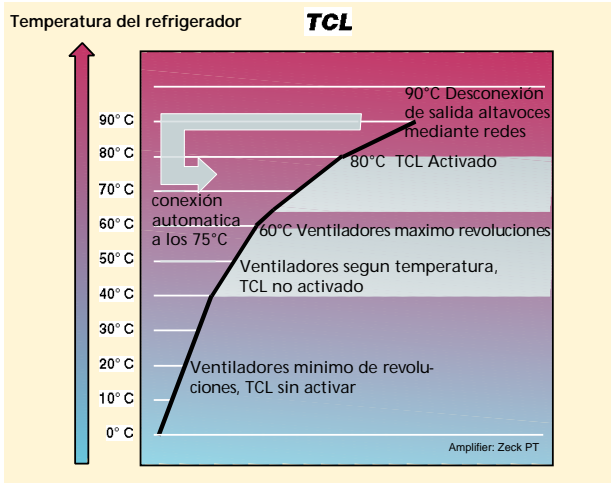 Temperatura del refrigerador
TCL
90° C
80° C
70° C
60° C
50° C
40° C
30° C
20° C
10° C
0° C
90°C Desconexión
de salida altavoces
mediante redes
80°C TCL Activado
conexión
automatica
a los 75°C
60°C Ventiladores maximo revoluciones
Ventiladores segun temperatura,
TCL no activado
Ventiladores minimo de revolu-
ciones, TCL sin activar
Amplifier: Zeck PT